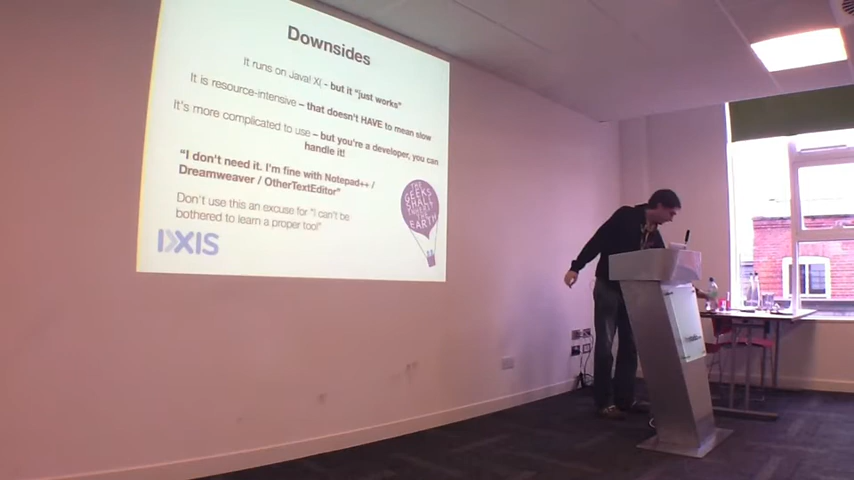 Downsides
It runs on Java! X( - but it "just works"
It is resource-intensive – that doesn't HAVE to mean slow
It's more complicated to use – but you're a developer, you can
handle it!
"I don't need it. I'm fine with Notepad++ /
Dreamweaver / OtherTextEditor"
Don't use this an excuse for "I can't be
bothered to learn a proper tool"
THE
GEEKS
SHALL
INHERIT
THE
EARTH